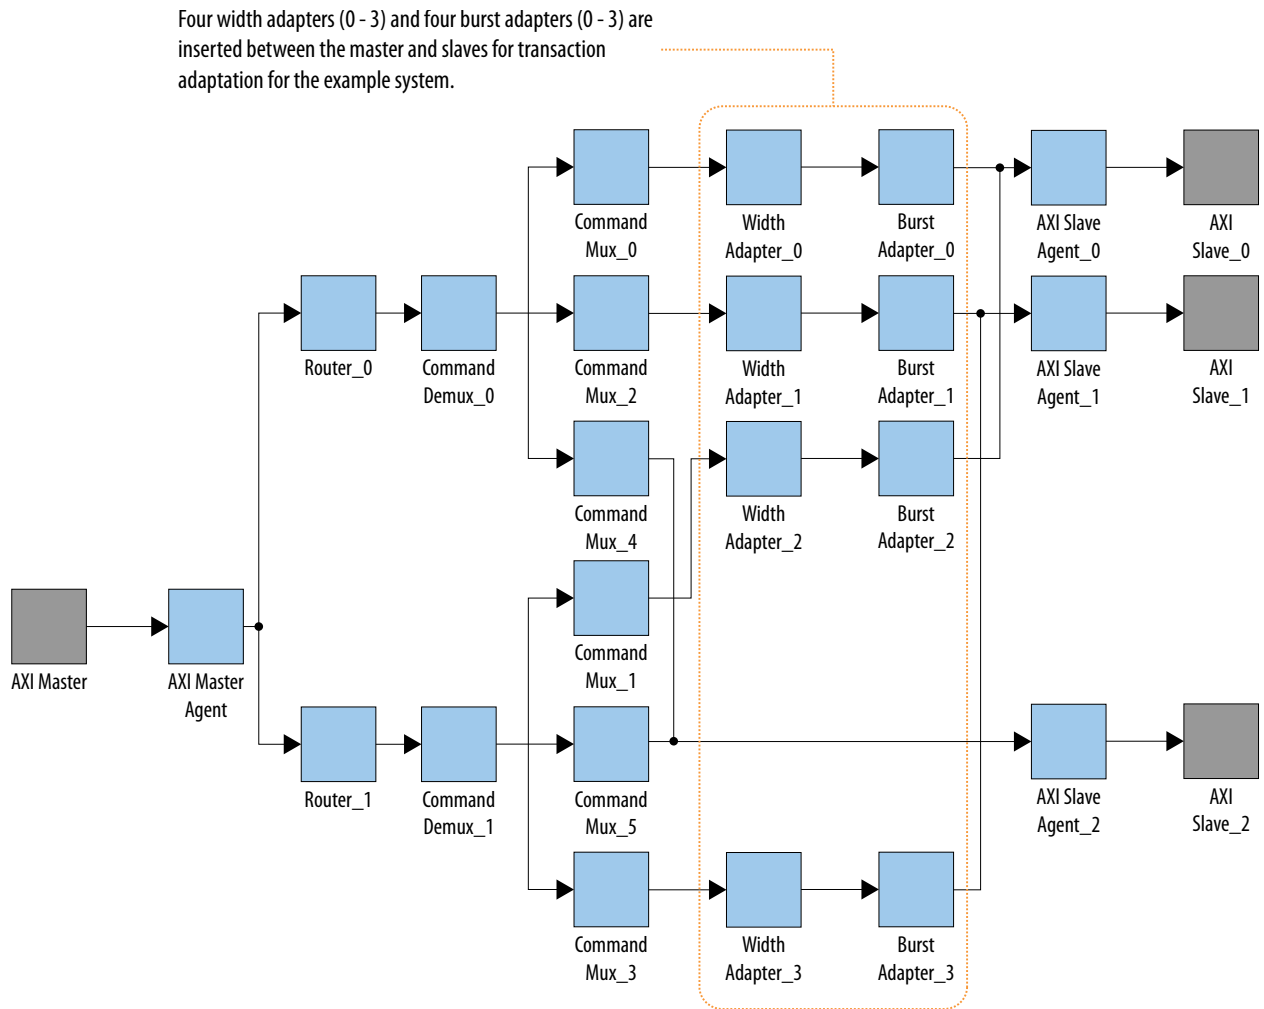 Four width adapters (0 - 3) and four burst adapters (0 - 3) are
inserted between the master and slaves for transaction
adaptation for the example system.
Command
Mux_0
Width
Adapter_0
Burst
Adapter_0
AXI Slave
Agent_0
AXI
Slave_0
Router_0
Command
Demux_0
Command
Mux_2
Width
Adapter_1
Burst
Adapter_1
AXI Slave
Agent_1
AXI
Slave_1
Command
Mux_4
Width
Adapter_2
Burst
Adapter_2
AXI Master
AXI Master
Agent
Command
Mux_1
Router_1
Command
Demux_1
Command
Mux_5
AXI Slave
Agent_2
AXI
Slave_2
Command
Mux_3
Width
Adapter_3
Burst
Adapter_3